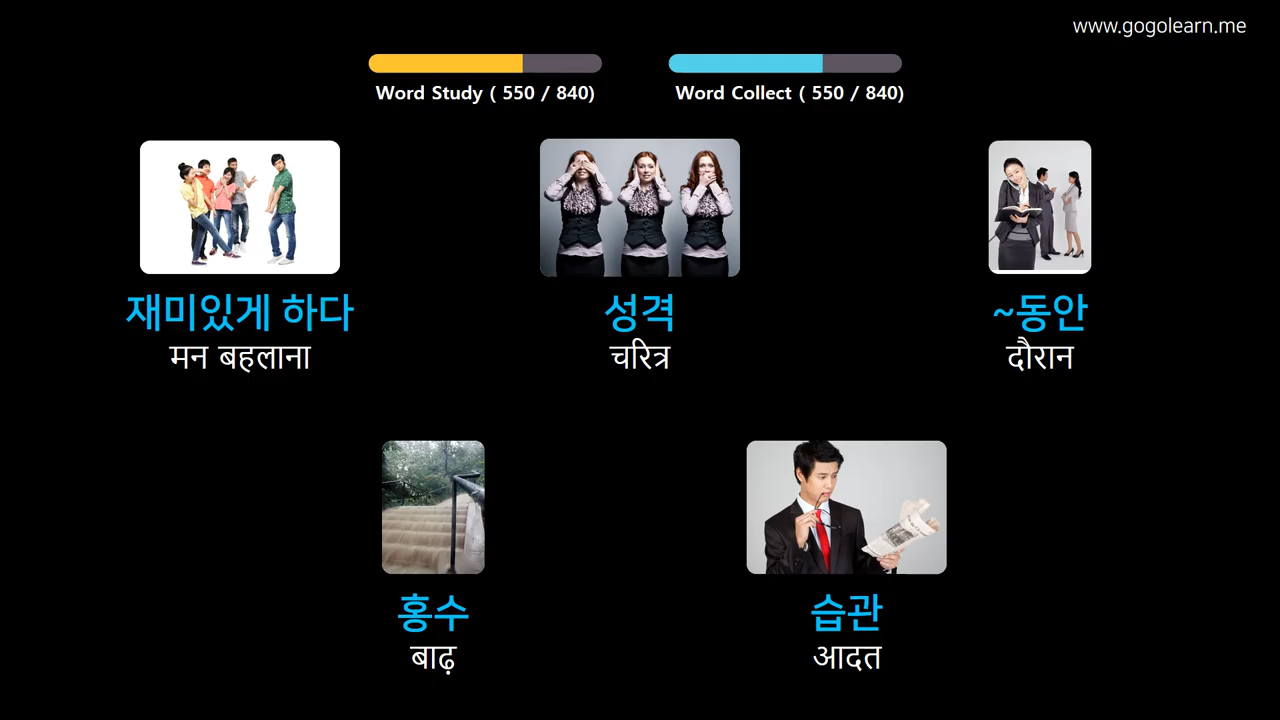 www.gogolearn.me
Word Study ( 550 / 840)
Word Collect ( 550 / 840)
재미있게 하다
मन बहलाना
성격
चरित्र
~동안
दौरान
홍수
बाढ़
습관
आदत